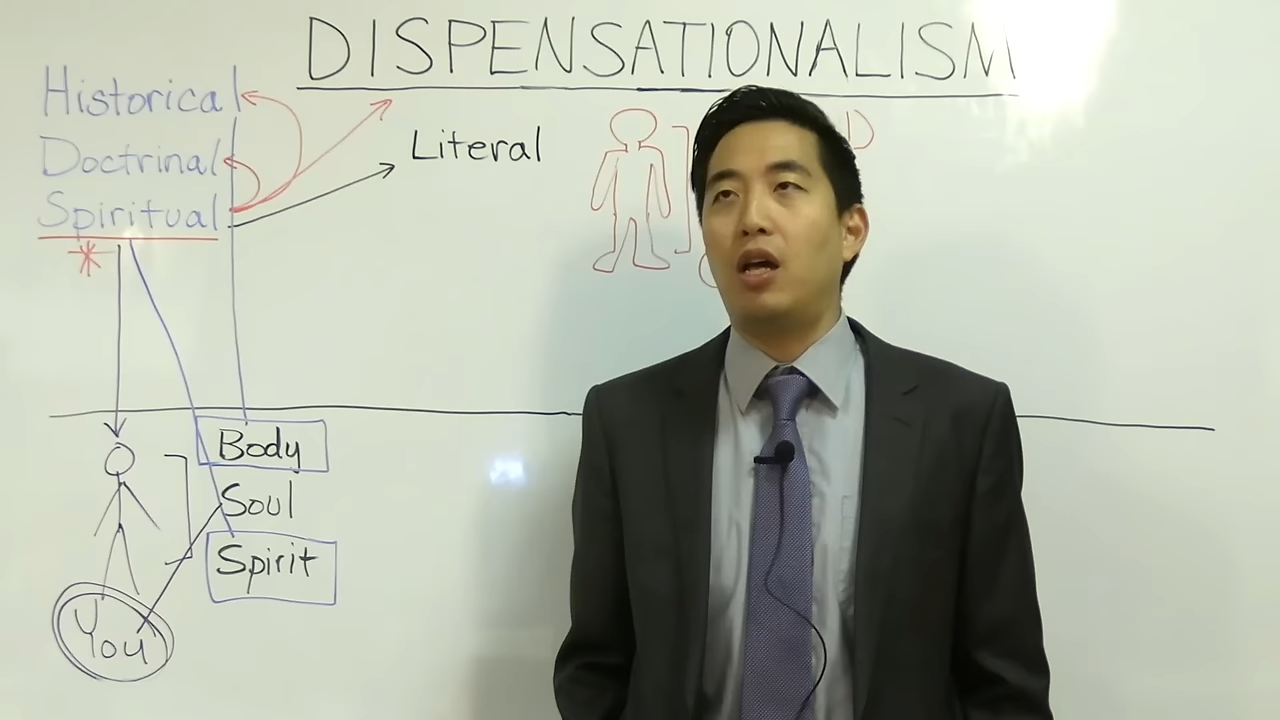 DISPENSATIONALISM
Historical
Doctrinal
Spiritual
Literal
D
Body
Soul
Spirit
You